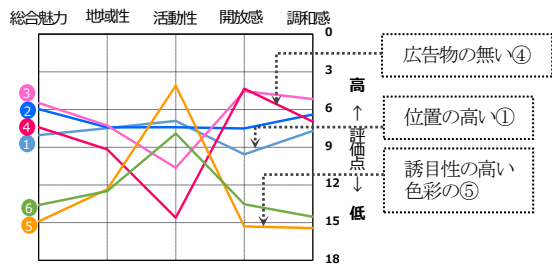 総合魅力 地域性 活動性 開放感 調和感
0
3
6
9
12
15
18
高
↑
評価点
↓
低
③
②
④
①
⑥
⑤
広告物の無い④
位置の高い①
誘目性の高い
色彩の⑤